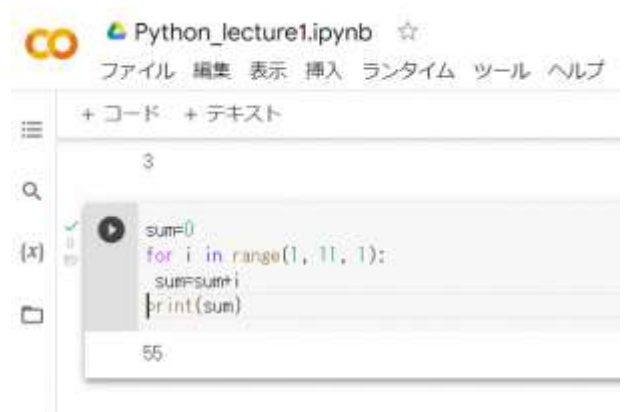 Python_lecture1.ipynb
ファイル 編集 表示 挿入 ランタイム ツール ヘルプ
+ コード + テキスト
3
{x}
sum=0
for i in range(1, 11, 1):
 sum=sum+i
print(sum)
55